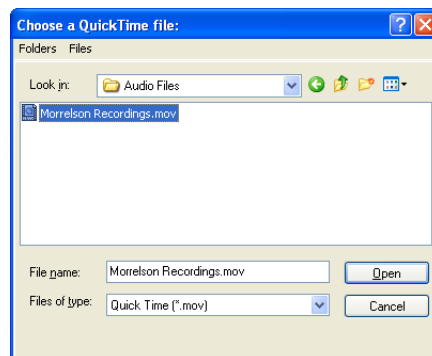 Choose a QuickTime file:
Folders Files
Look in: Audio Files
Morrelson Recordings.mov
File name: Morrelson Recordings.mov Open
Files of type: Quick Time (*.mov) Cancel